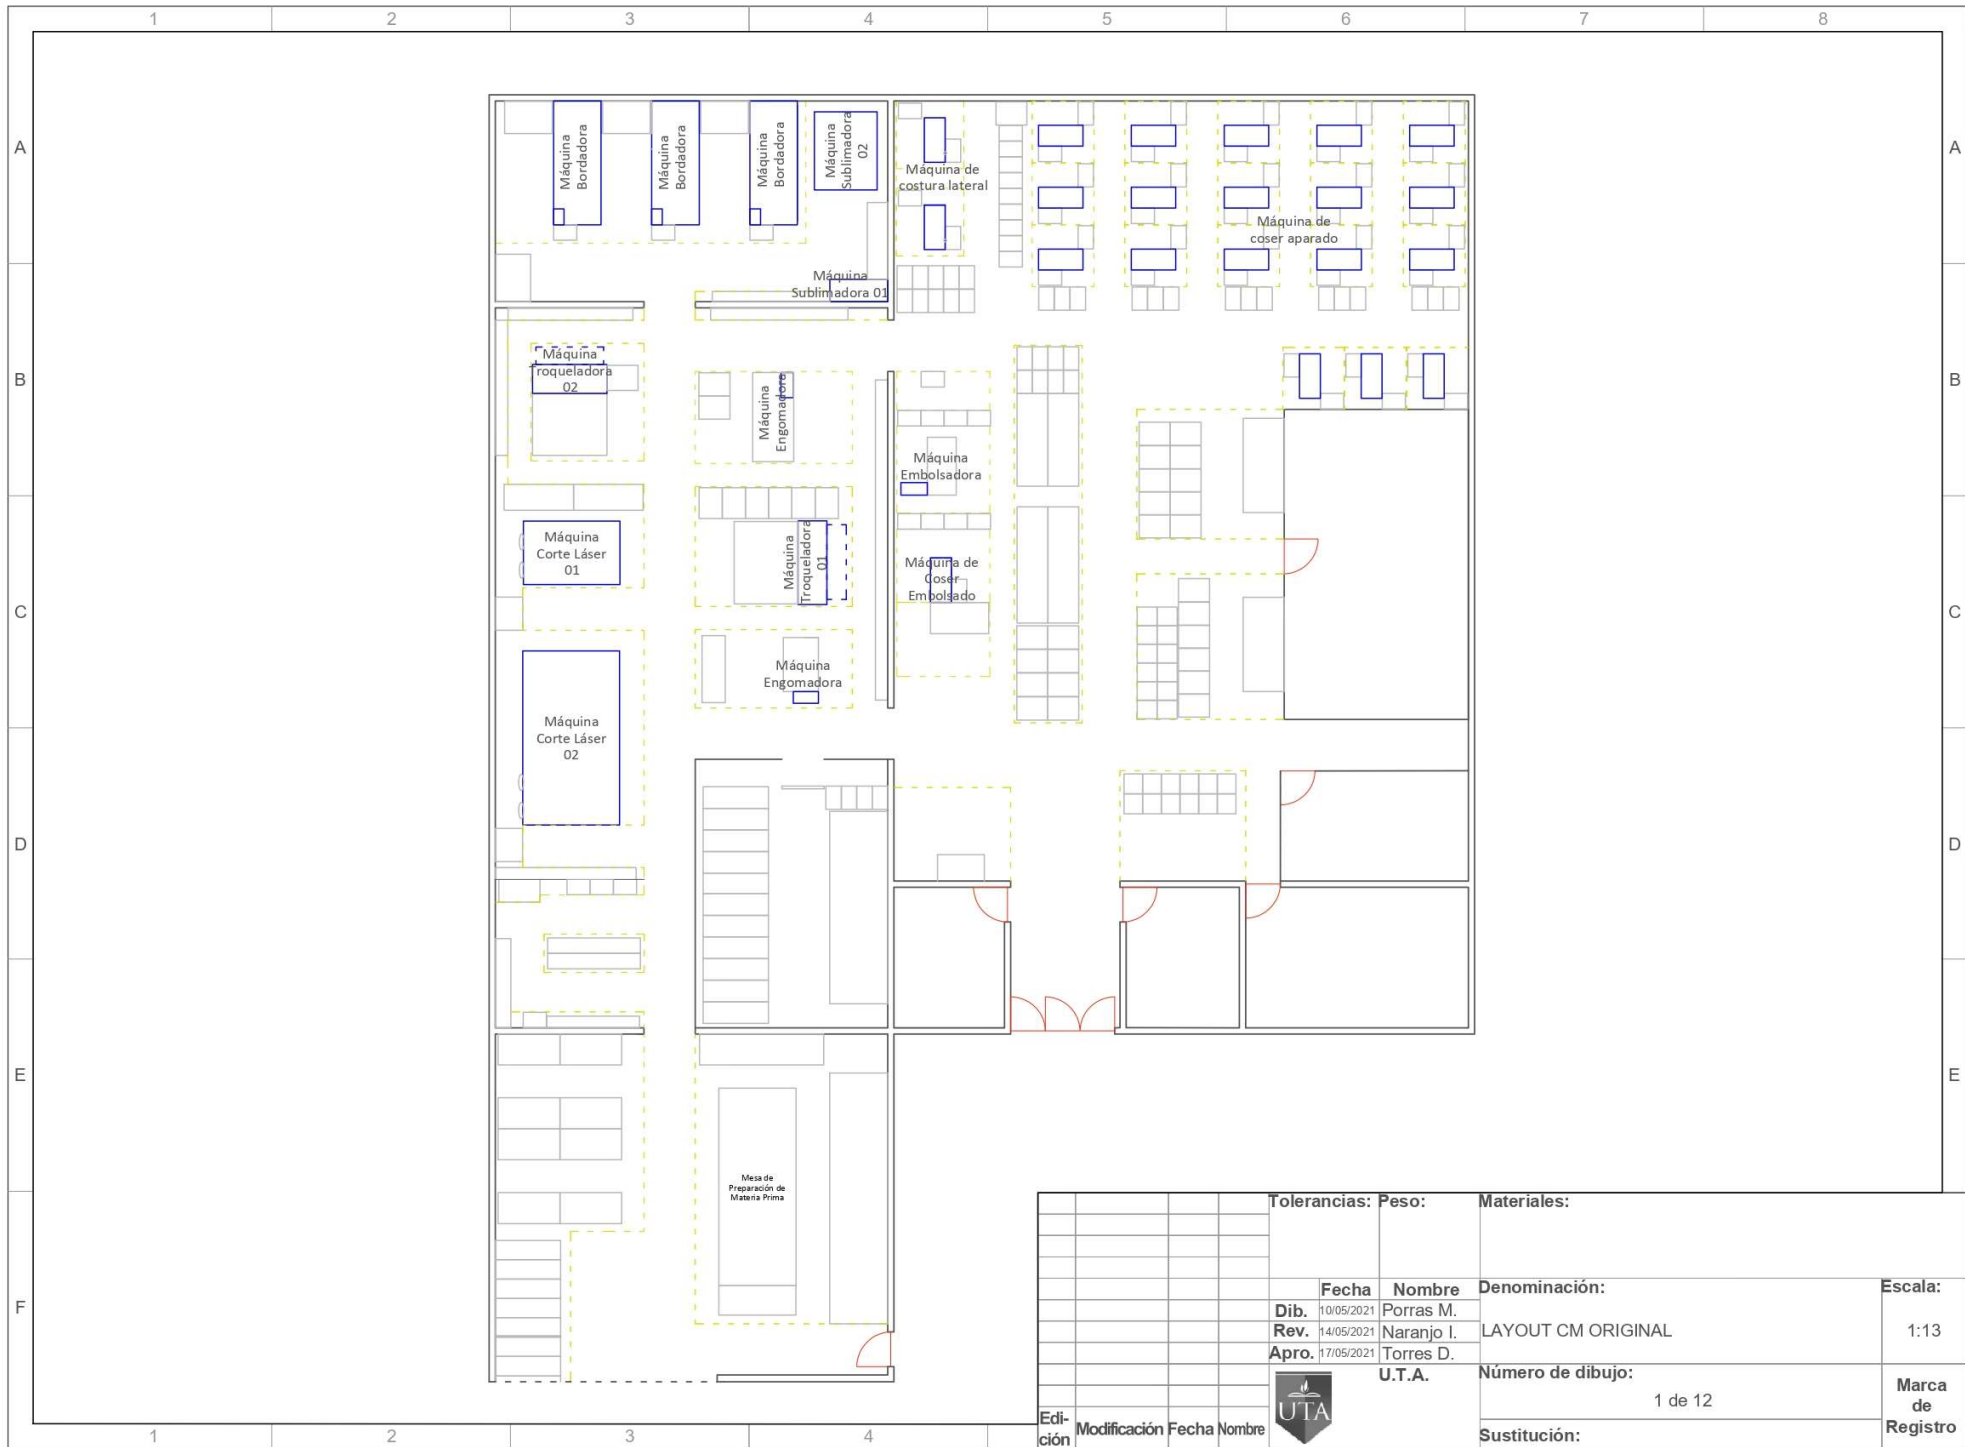 1 2 3 4 5 6 7 8
A
A
B
B
C
C
D
D
E
E
F
Máquina
Bordadora
Máquina
Bordadora
Máquina
Bordadora
Máquina
Sublimadora
02
Máquina de
costura lateral
Máquina de
coser aparado
Máquina
Sublimadora 01
Máquina
Troqueladora
02
Máquina
Engomadora
Máquina
Embolsadora
Máquina
Corte Láser
01
Máquina
Troqueladora
01
Máquina de
Coser
Embolsado
Máquina
Engomadora
Máquina
Corte Láser
02
Mesa de
Preparación de
Materia Prima
Tolerancias: Peso: Materiales:
Fecha Nombre Denominación: Escala:
Dib. 10/05/2021 Porras M.
Rev. 14/05/2021 Naranjo I. LAYOUT CM ORIGINAL 1:13
Apro. 17/05/2021 Torres D.
U.T.A. Número de dibujo:
1 de 12
Marca
de
Registro
UTA
Edi-
ción Modificación Fecha Nombre
Sustitución:
1 2 3 4